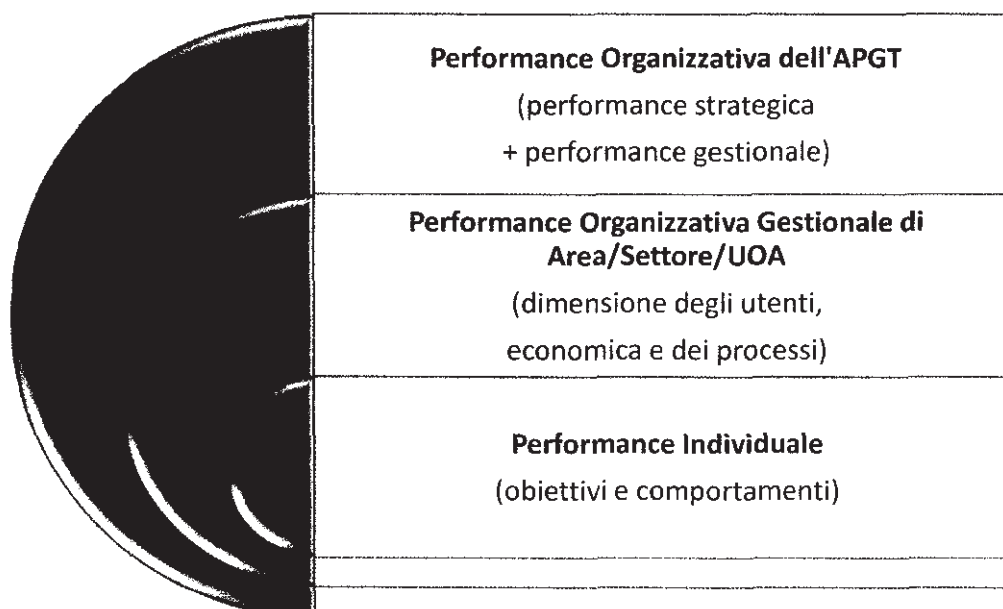 Performance Organizzativa dell'APGT
(performance strategica
+ performance gestionale)
Performance Organizzativa Gestionale di
Area/Settore/UOA
(dimensione degli utenti,
economica e dei processi)
Performance Individuale
(obiettivi e comportamenti)